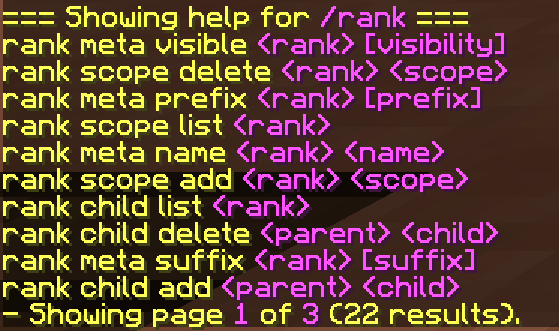 === Showing help for /rank ===
rank meta visible <rank> [visibility]
rank scope delete <rank> <scope>
rank meta prefix <rank> [prefix]
rank scope list <rank>
rank meta name <rank> <name>
rank scope add <rank> <scope>
rank child list <rank>
rank child delete <parent> <child>
rank meta suffix <rank> [suffix]
rank child add <parent> <child>
- Showing page 1 of 3 (22 results).